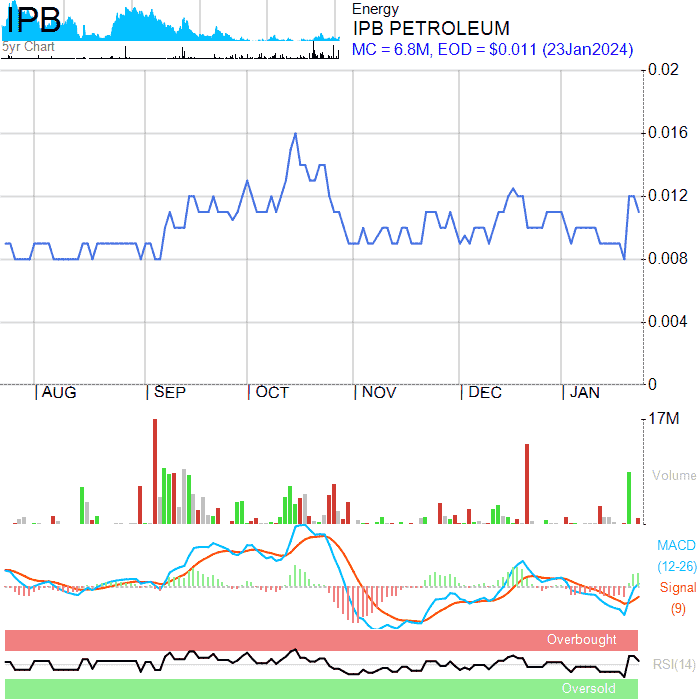 IPB
5yr Chart
Energy
IPB PETROLEUM
MC = 6.8M, EOD = $0.011 (23Jan2024)
0.02
0.016
0.012
0.008
0.004
0
AUG SEP OCT NOV DEC JAN
17M
Volume
MACD
(12-26)
Signal
(9)
Overbought
RSI(14)
Oversold